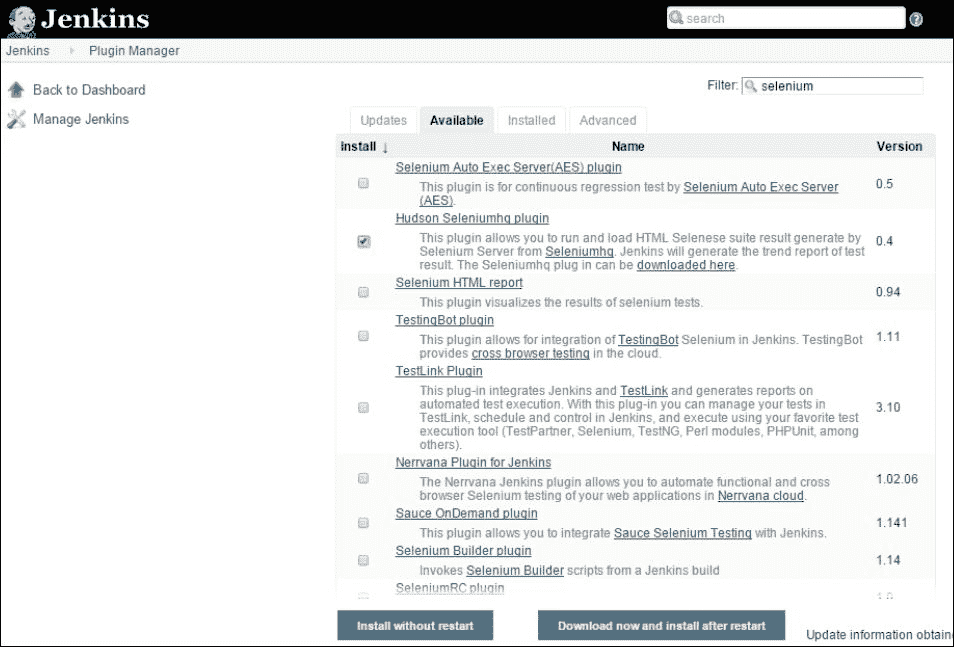 Jenkins
search
Jenkins
Plugin Manager
Back to Dashboard
Manage Jenkins
Filter: selenium
Updates
Available
Installed
Advanced
Install ↓ Name Version
Selenium Auto Exec Server(AES) plugin
This plugin is for continuous regression test by Selenium Auto Exec Server
(AES).
0.5
Hudson Seleniumhq plugin
This plugin allows you to run and load HTML Selenese suite result generate by
Selenium Server from Seleniumhq. Jenkins will generate the trend report of test
result. The Seleniumhq plug in can be downloaded here.
0.4
Selenium HTML report
This plugin visualizes the results of selenium tests.
0.94
TestingBot plugin
This plugin allows for integration of TestingBot Selenium in Jenkins. TestingBot
provides cross browser testing in the cloud.
1.11
TestLink Plugin
This plug-in integrates Jenkins and TestLink and generates reports on
automated test execution. With this plug-in you can manage your tests in
TestLink, schedule and control in Jenkins, and execute using your favorite test
execution tool (TestPartner, Selenium, TestNG, Perl modules, PHPUnit, among
others).
3.10
Nerrvana Plugin for Jenkins
The Nerrvana Jenkins plugin allows you to automate functional and cross
browser Selenium testing of your web applications in Nerrvana cloud.
1.02.06
Sauce OnDemand plugin
This plugin allows you to integrate Sauce Selenium Testing with Jenkins.
1.141
Selenium Builder plugin
Invokes Selenium Builder scripts from a Jenkins build
1.14
SeleniumRC plugin
Install without restart
Download now and install after restart
Update information obtain